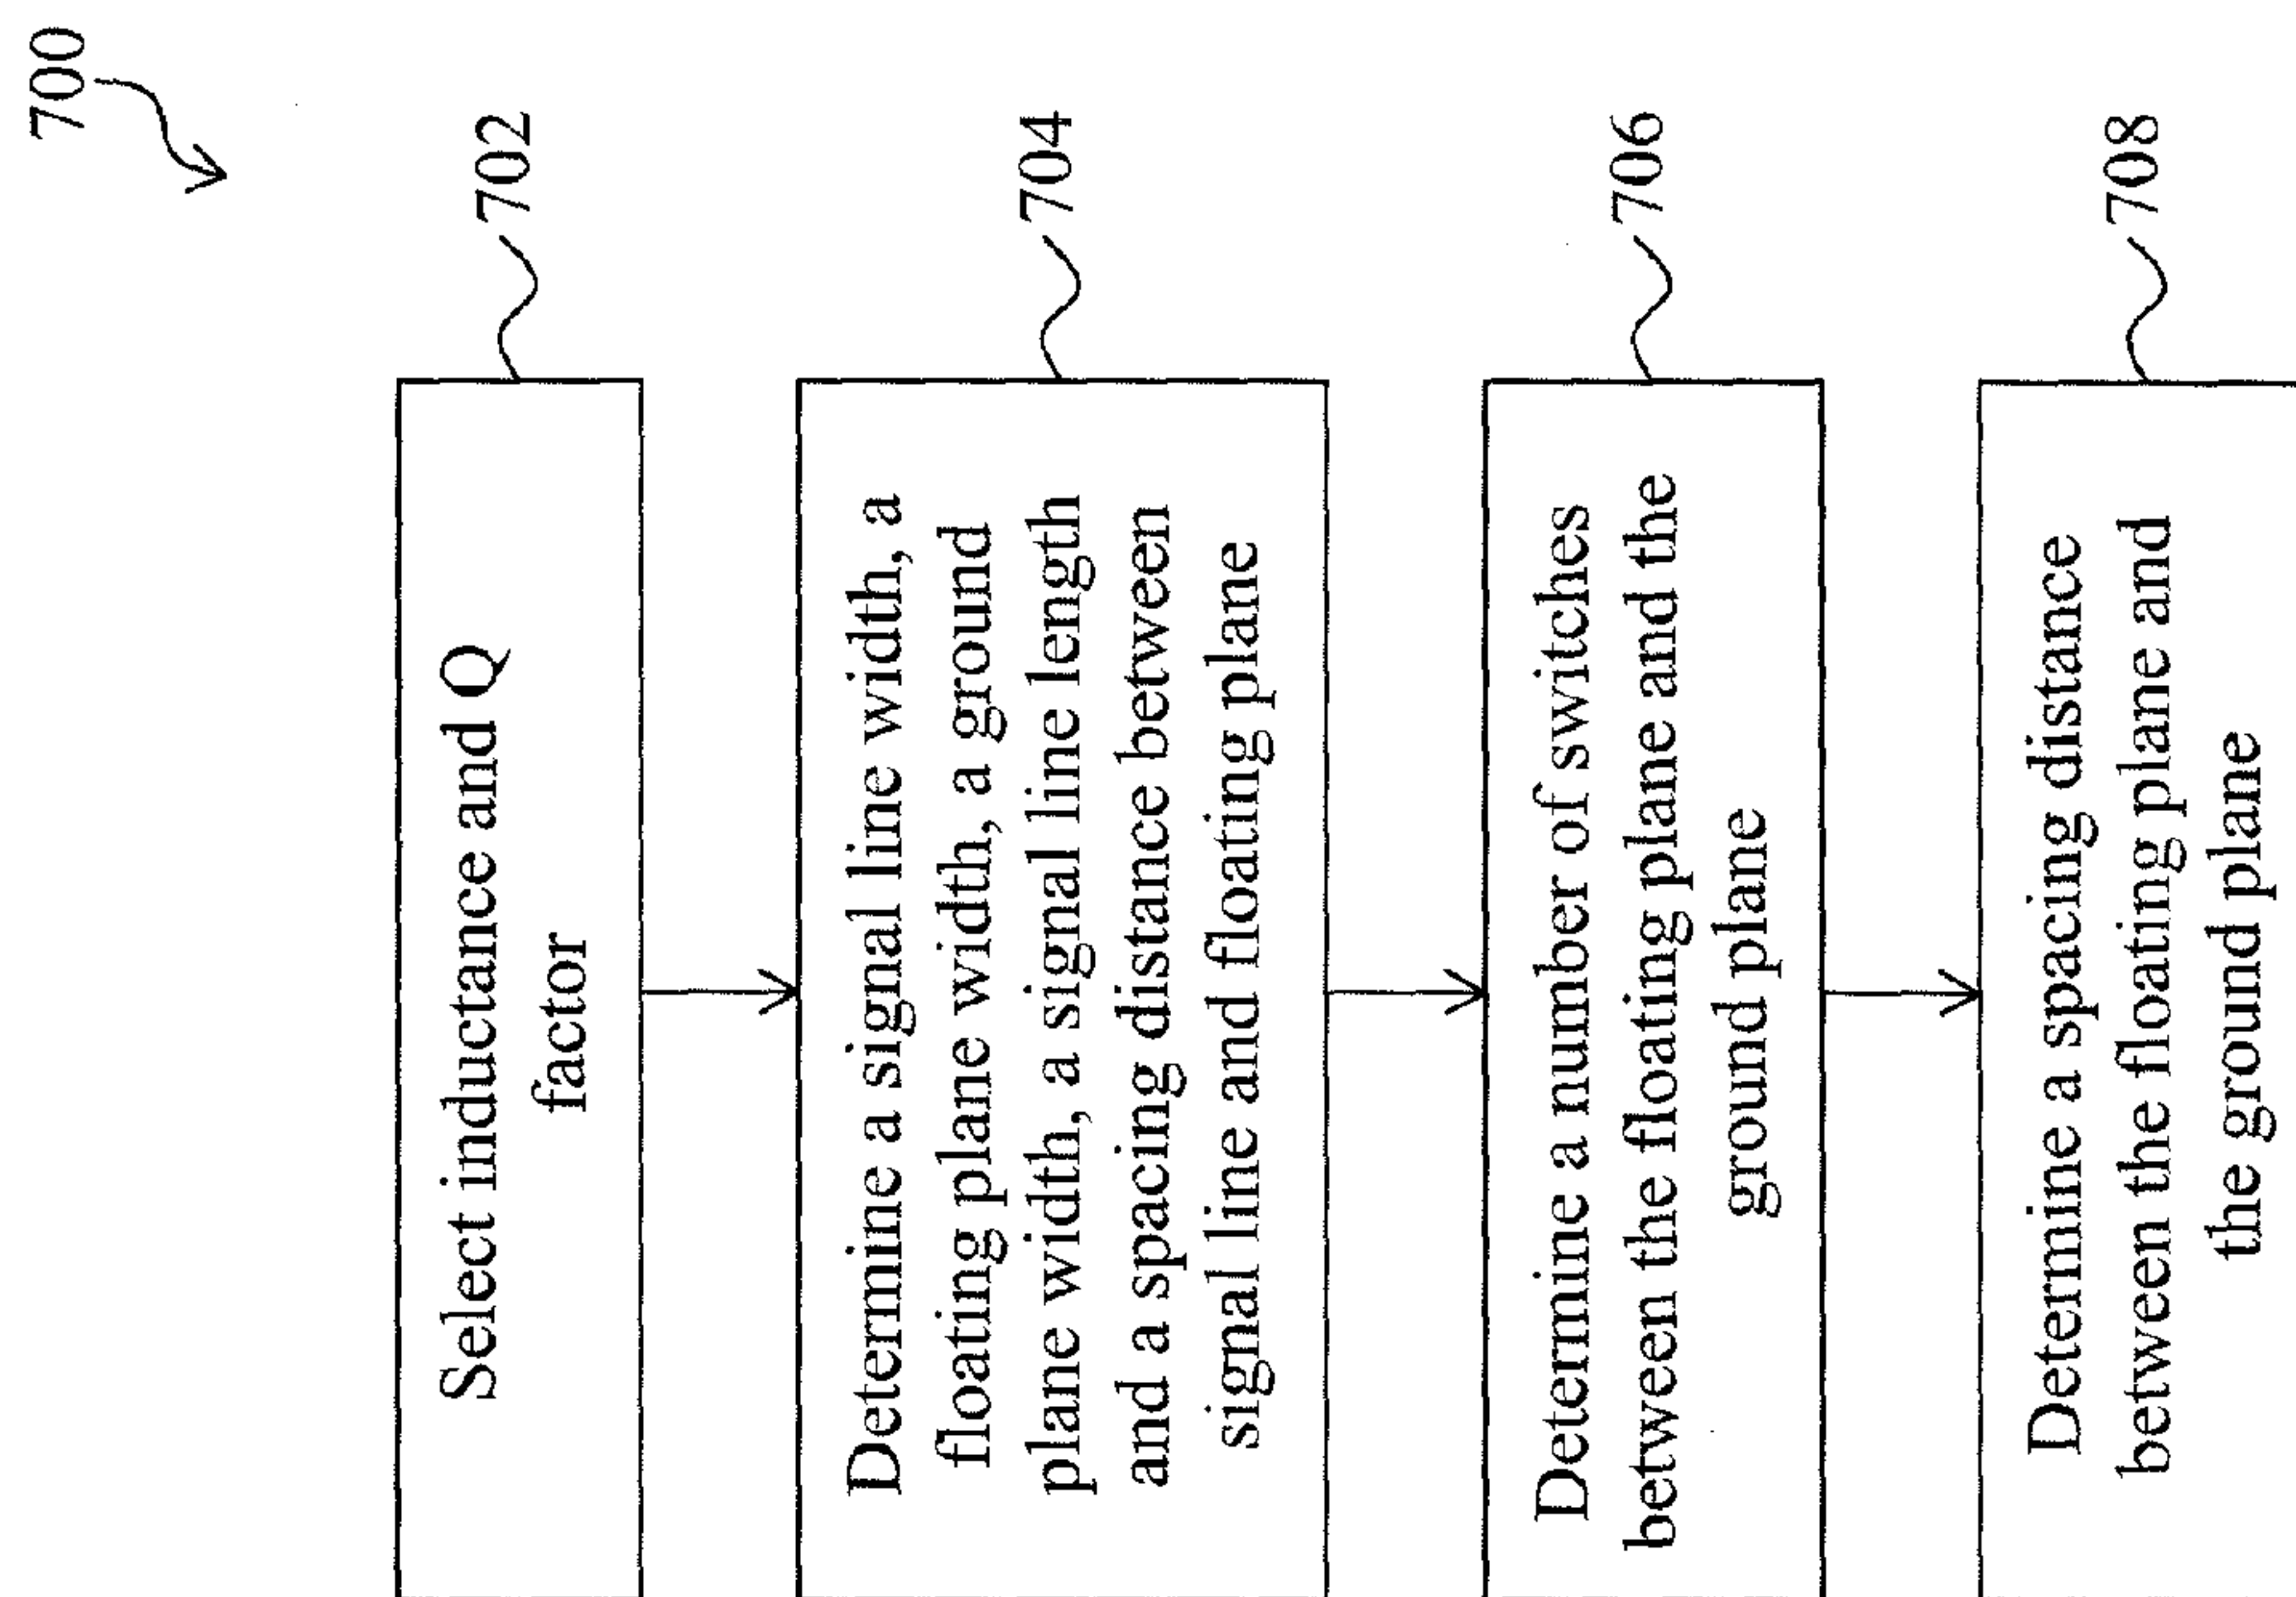 700
Select inductance and Q
factor
702
Determine a signal line width, a
floating plane width, a ground
plane width, a signal line length
and a spacing distance between
signal line and floating plane
704
Determine a number of switches
between the floating plane and the
ground plane
706
Determine a spacing distance
between the floating plane and
the ground plane
708